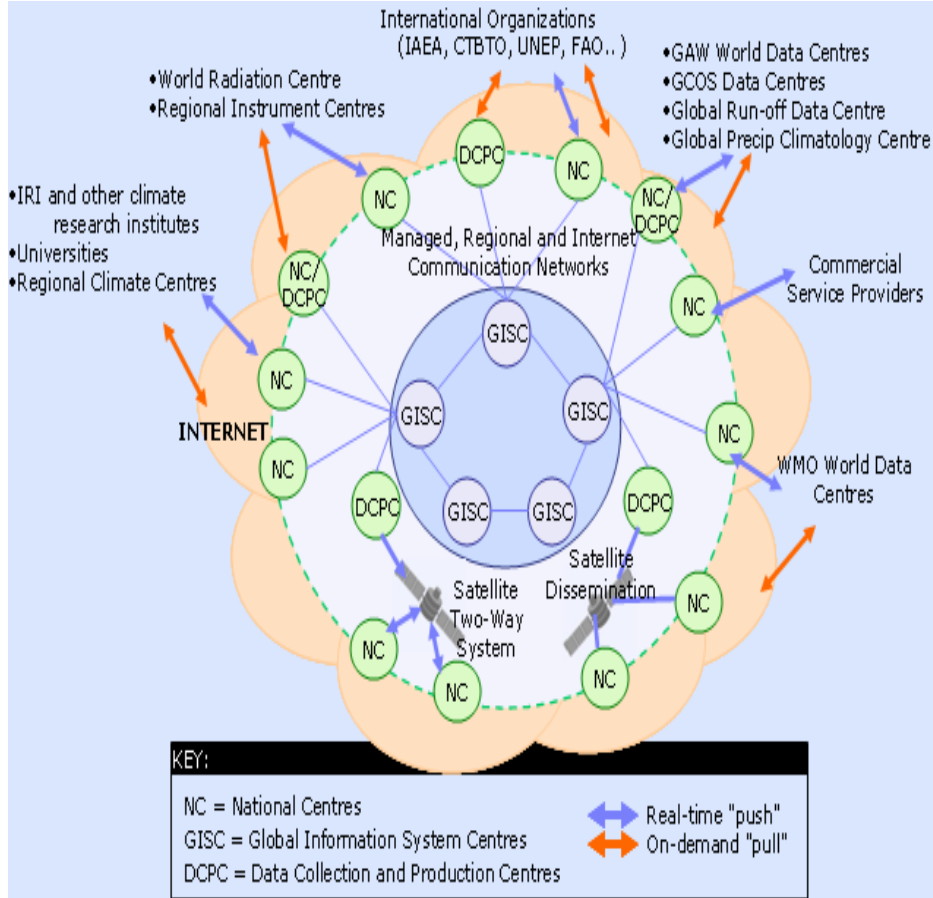 International Organizations
(IAEA, CTBTO, UNEP, FAO..)
•World Radiation Centre
•Regional Instrument Centres
•GAW World Data Centres
•GCOS Data Centres
•Global Run-off Data Centre
•Global Precip Climatology Centre
•IRI and other climate
research institutes
•Universities
•Regional Climate Centres
DCPC
NC
NC
NC/
DCPC
Managed, Regional and Internet
Communication Networks
NC/
DCPC
NC
Commercial
Service Providers
GISC
NC
GISC
GISC
INTERNET
NC
NC
WMO World Data
Centres
DCPC
GISC
GISC
DCPC
Satellite
Two-Way
System
Satellite
Dissemination
NC
NC
NC
NC
KEY:
NC = National Centres
GISC = Global Information System Centres
DCPC = Data Collection and Production Centres
Real-time "push"
On-demand "pull"